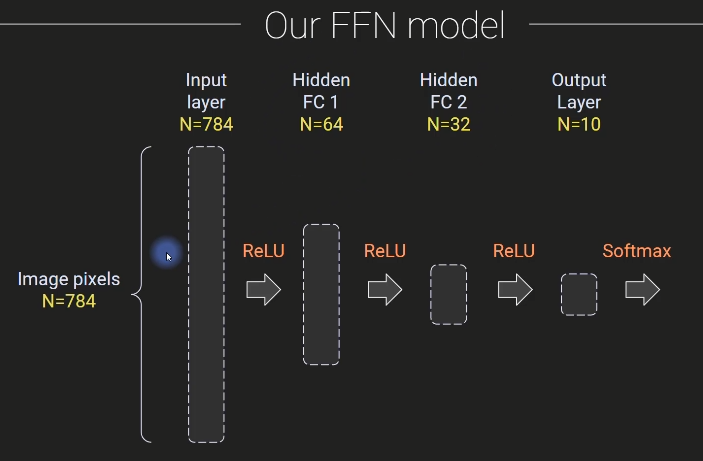 Our FFN model
Input
layer
N=784
Hidden
FC 1
N=64
Hidden
FC 2
N=32
Output
Layer
N=10
Image pixels
N=784
ReLU
ReLU
ReLU
Softmax